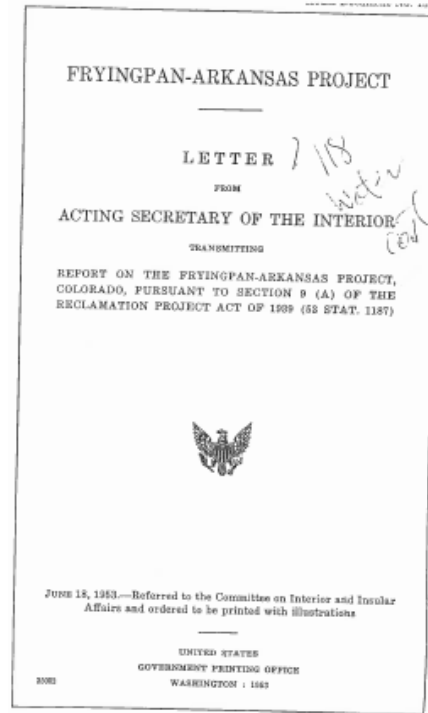 FRYINGPAN-ARKANSAS PROJECT
LETTER
FROM
ACTING SECRETARY OF THE INTERIOR
TRANSMITTING
REPORT ON THE FRYINGPAN-ARKANSAS PROJECT,
COLORADO, PURSUANT TO SECTION 9 (A) OF THE
RECLAMATION PROJECT ACT OF 1939 (53 STAT. 1187)
JUNE 18, 1953.—Referred to the Committee on Interior and Insular
Affairs and ordered to be printed with illustrations
UNITED STATES
GOVERNMENT PRINTING OFFICE
WASHINGTON : 1953